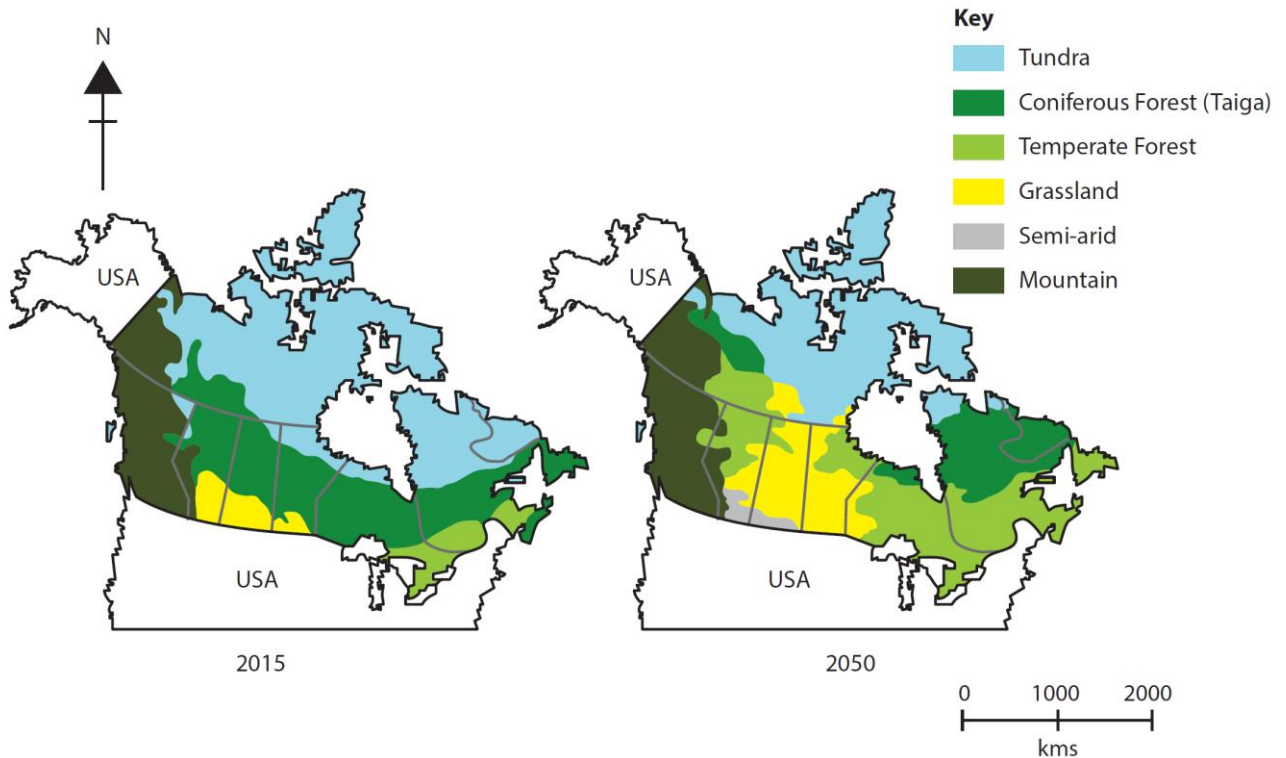 Key
N
Tundra
Coniferous Forest (Taiga)
Temperate Forest
Grassland
Semi-arid
Mountain
USA
USA
USA
USA
2015
2050
0 1000 2000
kms